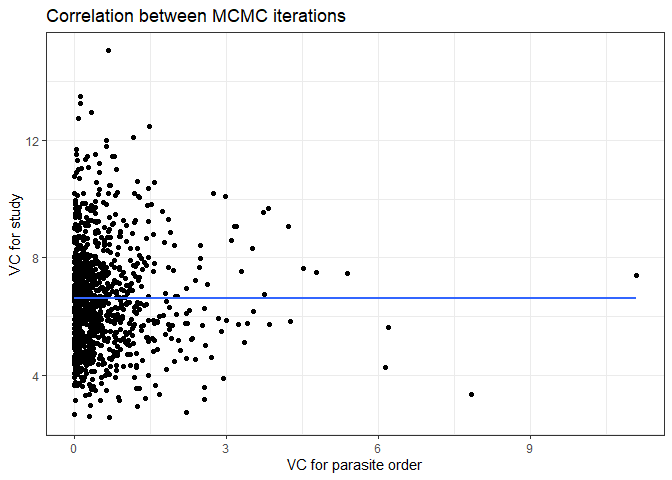 Correlation between MCMC iterations
VC for study
12
8
4
0 3 6 9
VC for parasite order